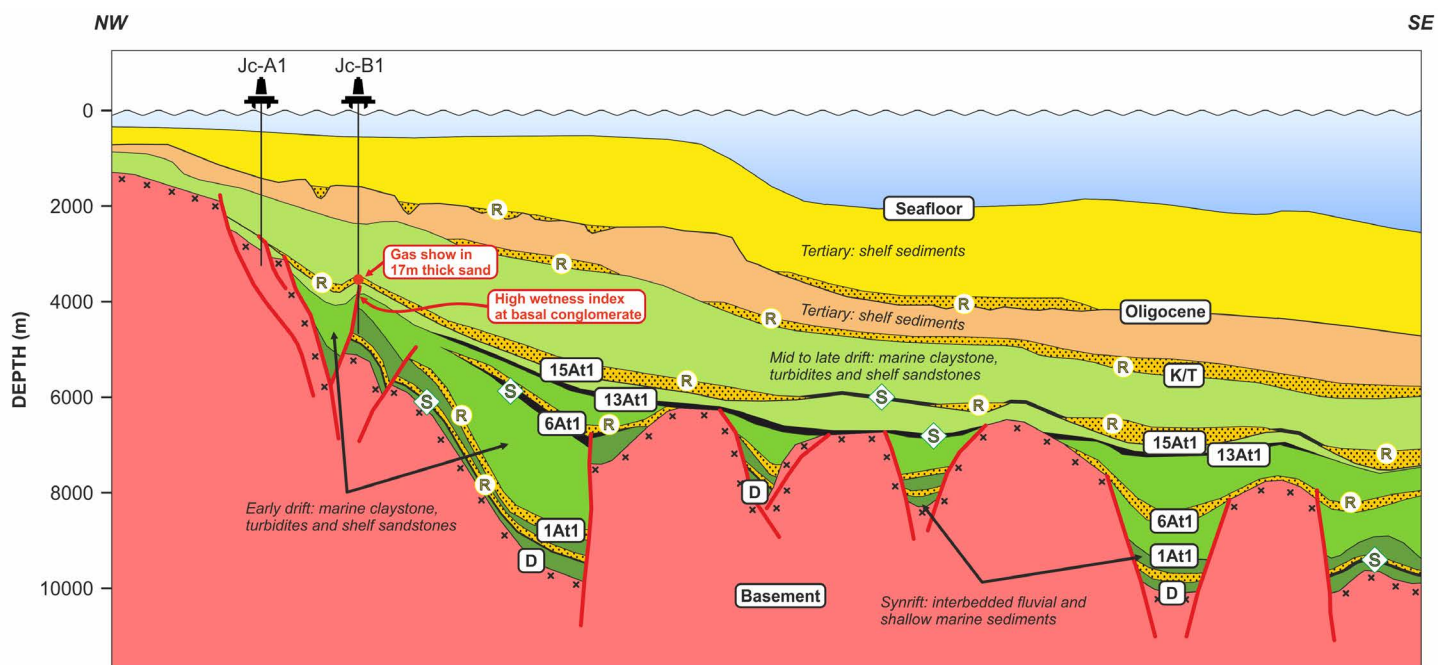 NW
SE
Jc-A1
Jc-B1
0
2000
4000
6000
8000
10000
DEPTH (m)
R
Seafloor
Tertiary: shelf sediments
Gas show in
17m thick sand
R
R
High wetness index
at basal conglomerate
R
Oligocene
Tertiary: shelf sediments
R
Mid to late drift: marine claystone,
turbidites and shelf sandstones
R
K/T
15At1
R
S
13At1
S
S
R
R
6At1
R
R
S
15At1
13At1
R
R
D
R
Early drift: marine claystone,
turbidites and shelf sandstones
6At1
1At1
D
1At1
S
D
Basement
Synrift: interbedded fluvial and
shallow marine sediments